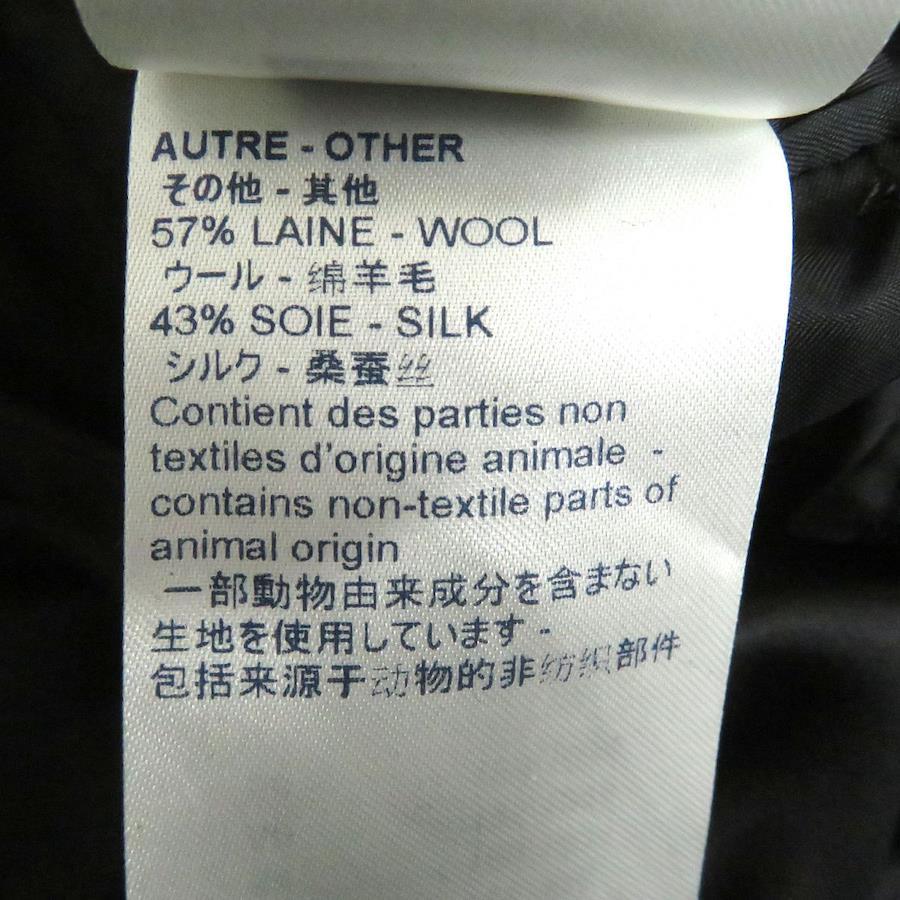 AUTRE - OTHER
その他 - 其他
57% LAINE - WOOL
ウール - 绵羊毛
43% SOIE - SILK
シルク - 桑蚕丝
Contient des parties non
textiles d'origine animale -
contains non-textile parts of
animal origin
一部動物由来成分を含まない
生地を使用しています -
包括来源于动物的非纺织部件